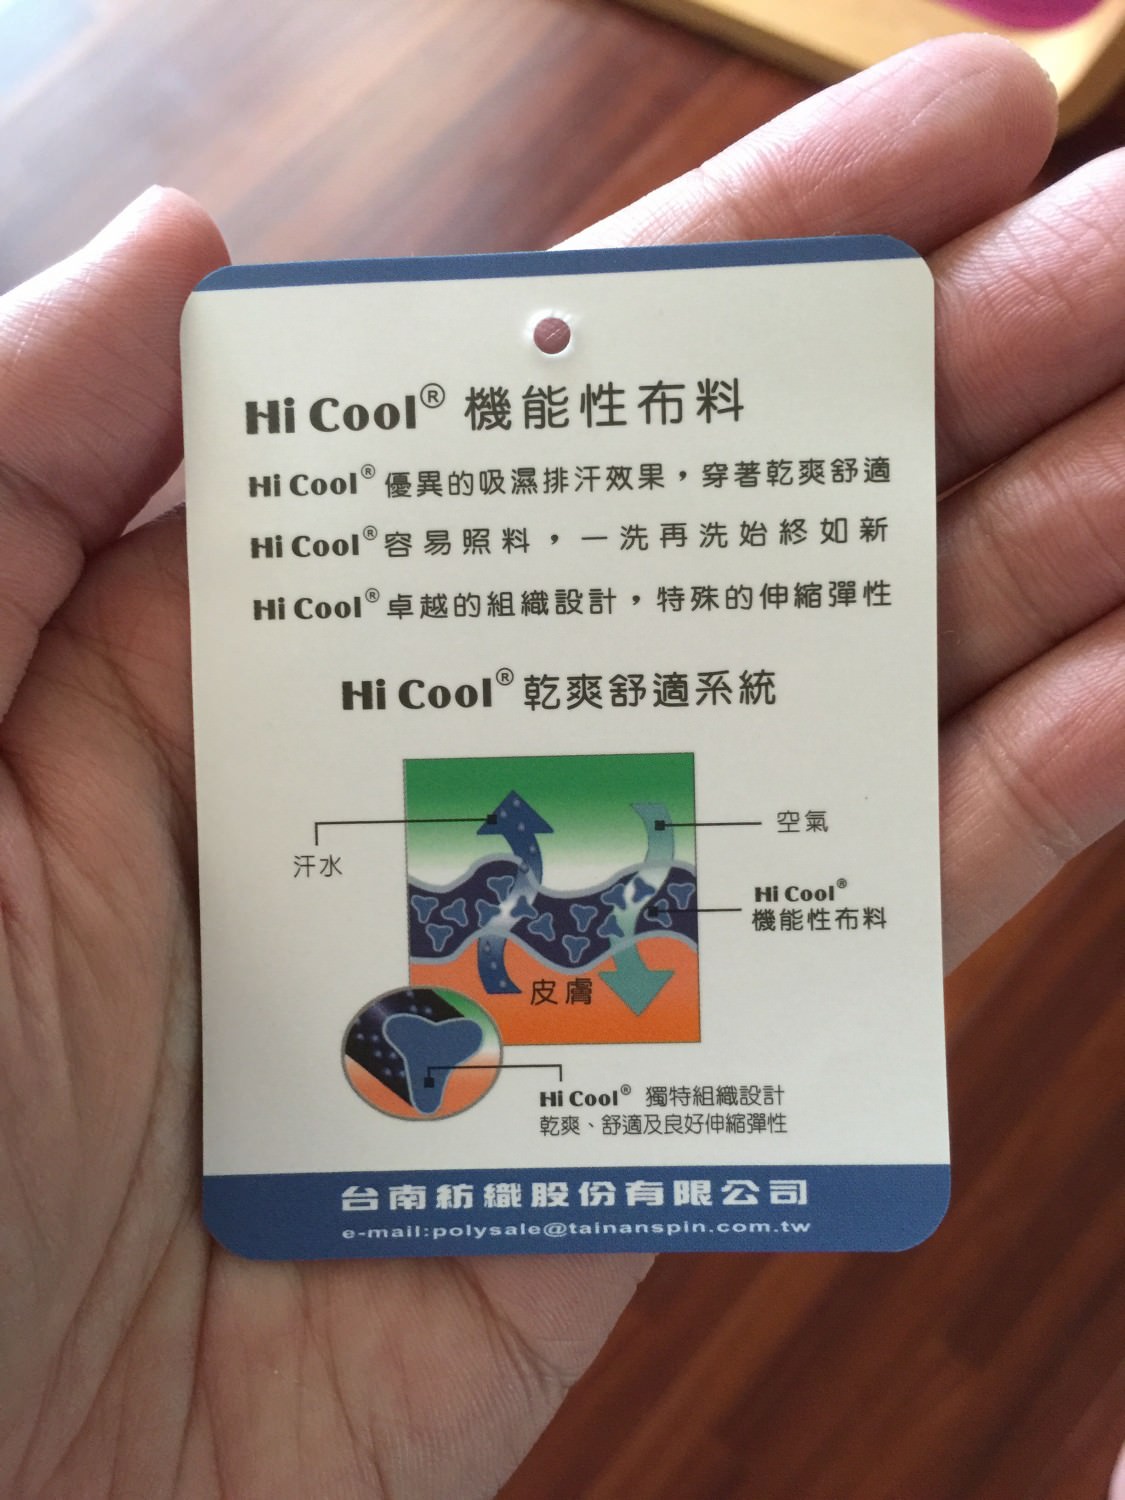 Hi Cool® 機能性布料
Hi Cool® 優異的吸濕排汗效果，穿著乾爽舒適
Hi Cool® 容易照料，一洗再洗始終如新
Hi Cool® 卓越的組織設計，特殊的伸縮彈性
Hi Cool® 乾爽舒適系統
汗水
空氣
Hi Cool®
機能性布料
皮膚
Hi Cool® 獨特組織設計
乾爽、舒適及良好伸縮彈性
台南紡織股份有限公司
e-mail:polysale@tainanspin.com.tw